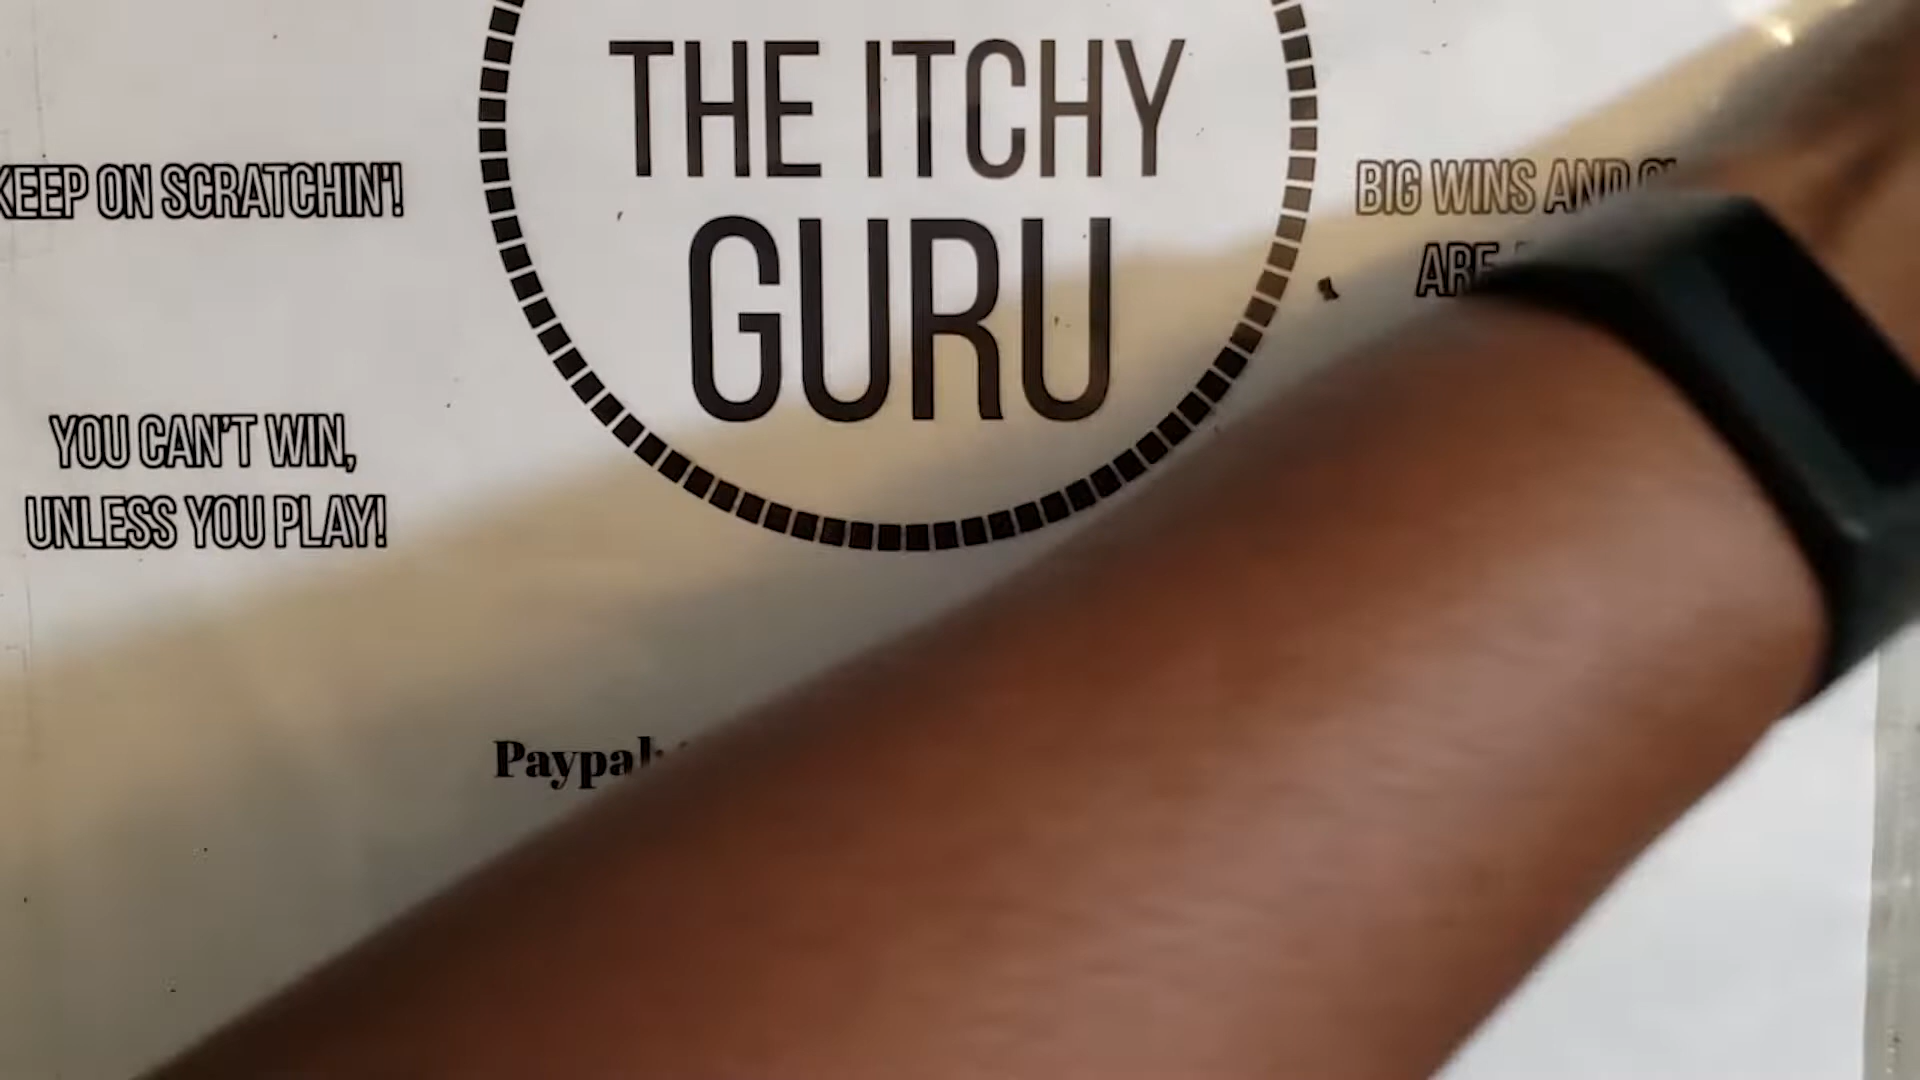 THE ITCHY
GURU
KEEP ON SCRATCHIN'!
YOU CAN'T WIN,
UNLESS YOU PLAY!
BIG WINS AND
ARE
Paypal: